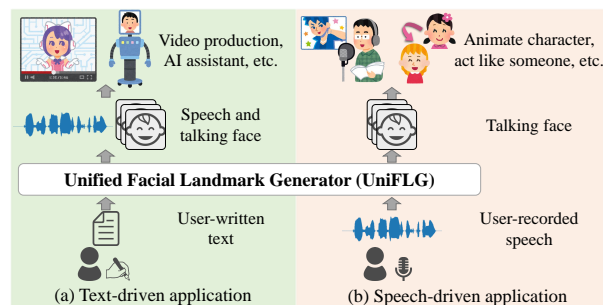 Video production,
AI assistant, etc.
Speech and
talking face
Animate character,
act like someone, etc.
Talking face
Unified Facial Landmark Generator (UniFLG)
User-written
text
User-recorded
speech
(a) Text-driven application
(b) Speech-driven application